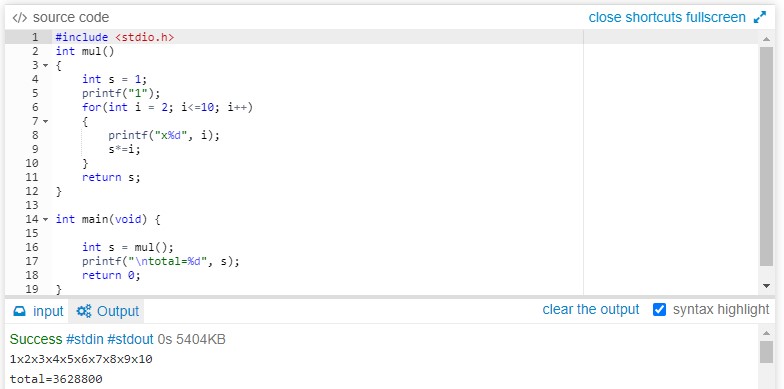 </> source code
close shortcuts fullscreen
1 #include <stdio.h>
2 int mul()
3 {
4     int s = 1;
5     printf("1");
6     for(int i = 2; i<=10; i++)
7     {
8         printf("x%d", i);
9         s*=i;
10     }
11     return s;
12 }
13
14 int main(void) {
15
16     int s = mul();
17     printf("\ntotal=%d", s);
18     return 0;
19 }
input Output clear the output syntax highlight
Success #stdin #stdout 0s 5404KB
1x2x3x4x5x6x7x8x9x10
total=3628800